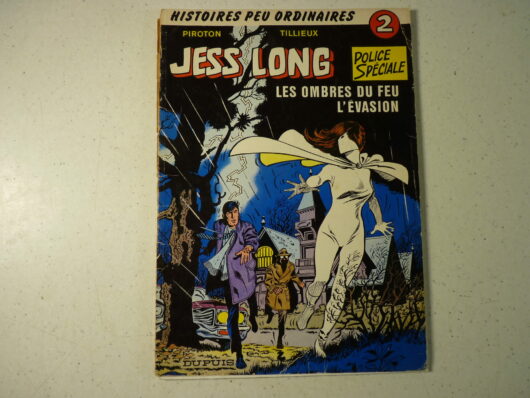 HISTOIRES PEU ORDINAIRES
2
PIROTON TILLIEUX
JESS LONG
POLICE
SPÉCIALE
LES OMBRES DU FEU
L'ÉVASION
DUPUIS